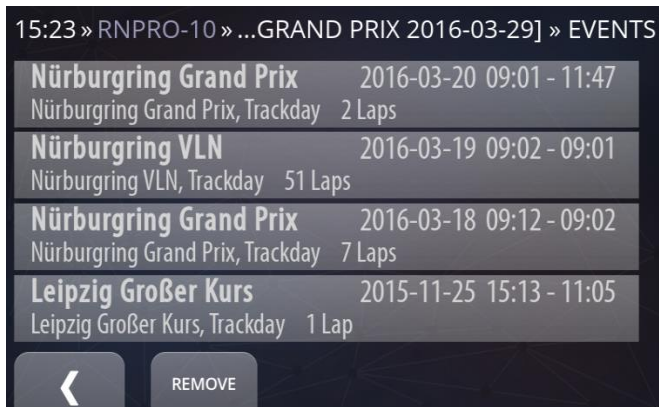 15:23 » RNPRO-10 » ...GRAND PRIX 2016-03-29] » EVENTS
Nürburgring Grand Prix 2016-03-20 09:01 - 11:47
Nürburgring Grand Prix, Trackday 2 Laps
Nürburgring VLN 2016-03-19 09:02 - 09:01
Nürburgring VLN, Trackday 51 Laps
Nürburgring Grand Prix 2016-03-18 09:12 - 09:02
Nürburgring Grand Prix, Trackday 7 Laps
Leipzig Großer Kurs 2015-11-25 15:13 - 11:05
Leipzig Großer Kurs, Trackday 1 Lap
❮ REMOVE